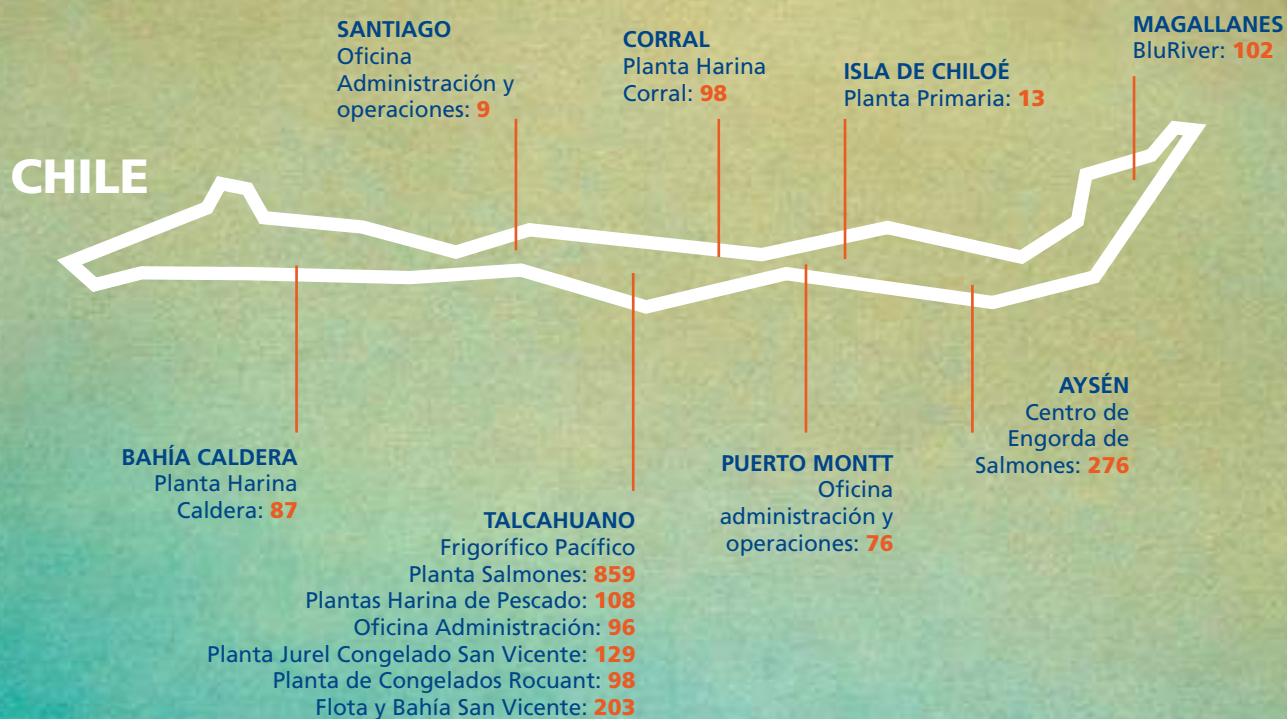 CHILE
SANTIAGO
Oficina
Administración y
operaciones: 9
CORRAL
Planta Harina
Corral: 98
ISLA DE CHILOÉ
Planta Primaria: 13
MAGALLANES
BluRiver: 102
BAHÍA CALDERA
Planta Harina
Caldera: 87
TALCAHUANO
Frigorífico Pacífico
Planta Salmones: 859
Plantas Harina de Pescado: 108
Oficina Administración: 96
Planta Jurel Congelado San Vicente: 129
Planta de Congelados Rocuant: 98
Flota y Bahía San Vicente: 203
PUERTO MONTT
Oficina
administración y
operaciones: 76
AYSÉN
Centro de
Engorda de
Salmones: 276